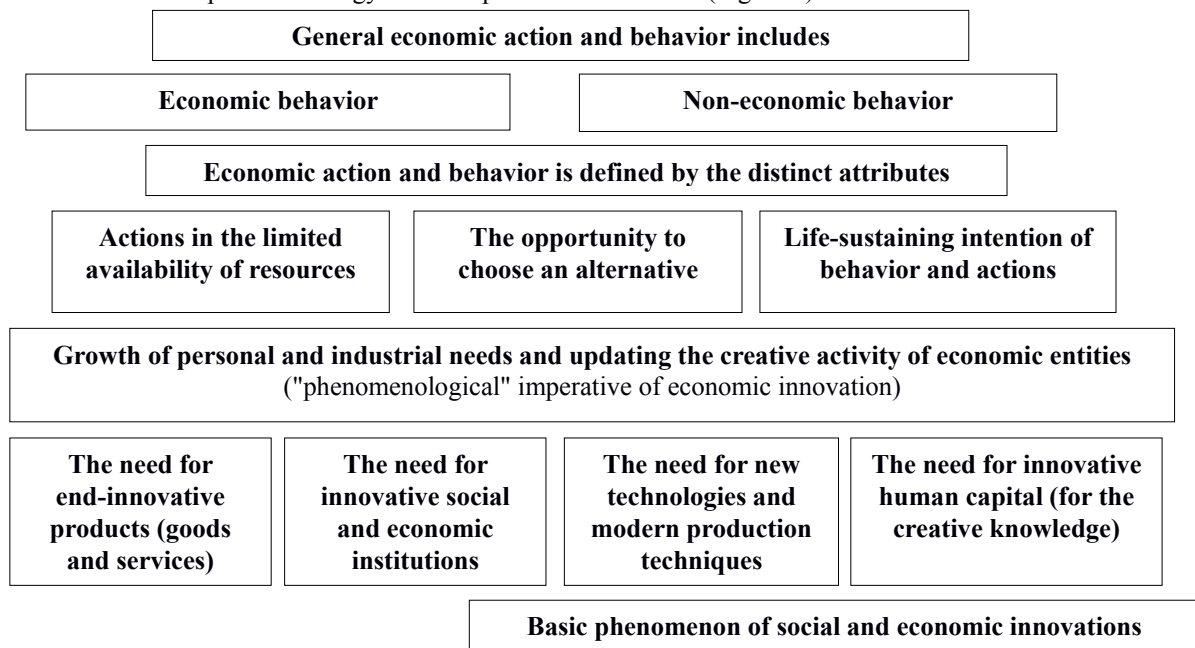 General economic action and behavior includes
Economic behavior
Non-economic behavior
Economic action and behavior is defined by the distinct attributes
Actions in the limited
availability of resources
The opportunity to
choose an alternative
Life-sustaining intention of
behavior and actions
Growth of personal and industrial needs and updating the creative activity of economic entities
("phenomenological" imperative of economic innovation)
The need for
end-innovative
products (goods
and services)
The need for
innovative social
and economic
institutions
The need for new
technologies and
modern production
techniques
The need for innovative
human capital (for the
creative knowledge)
Basic phenomenon of social and economic innovations